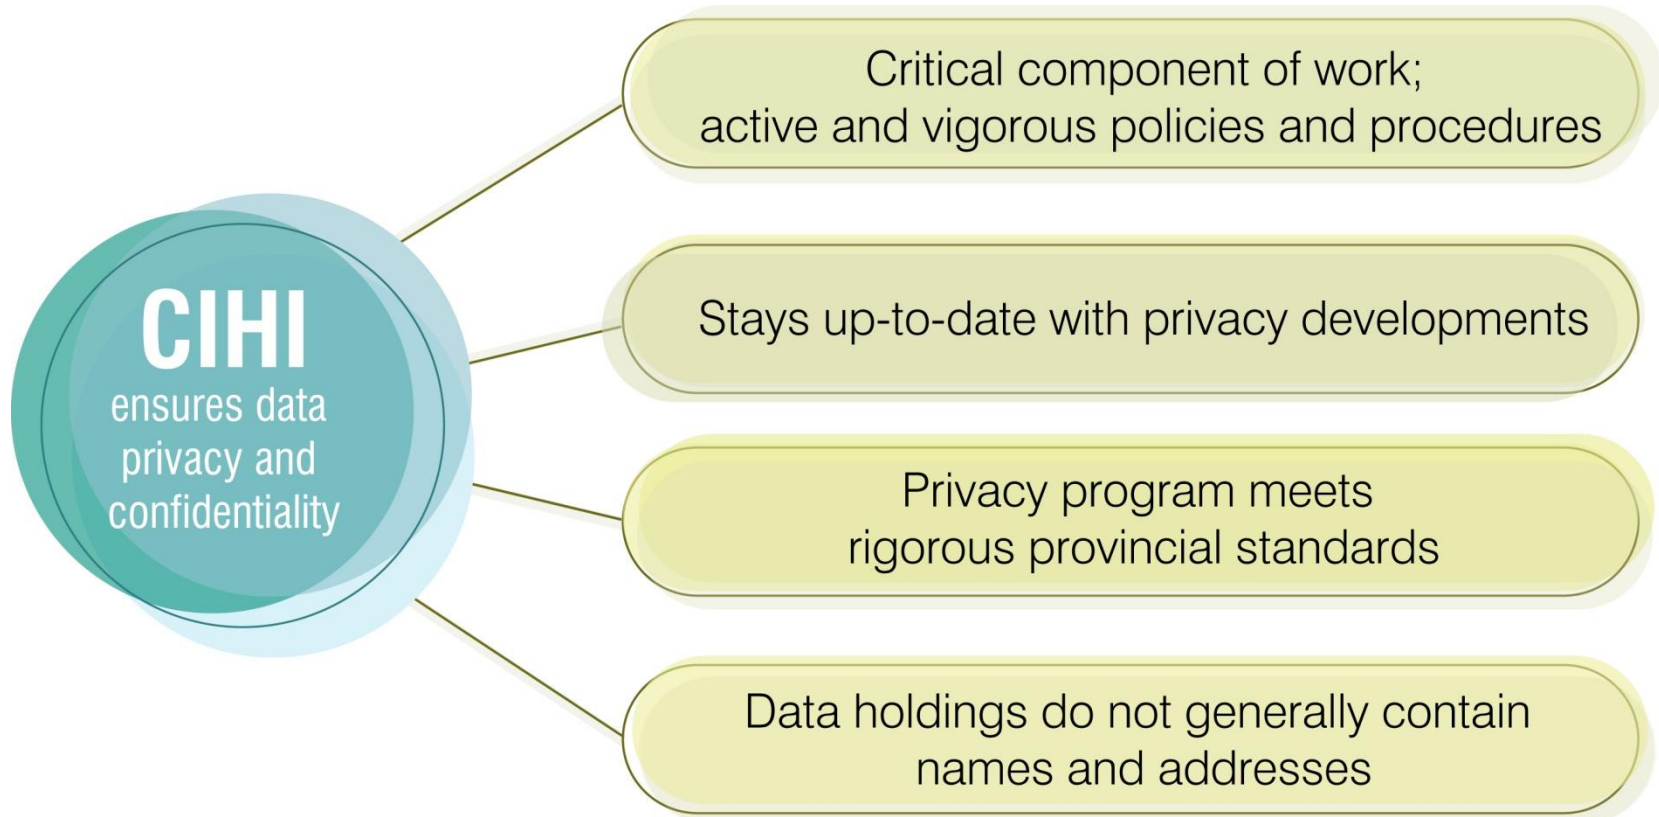 CIHI
ensures data
privacy and
confidentiality
Critical component of work;
active and vigorous policies and procedures
Stays up-to-date with privacy developments
Privacy program meets
rigorous provincial standards
Data holdings do not generally contain
names and addresses